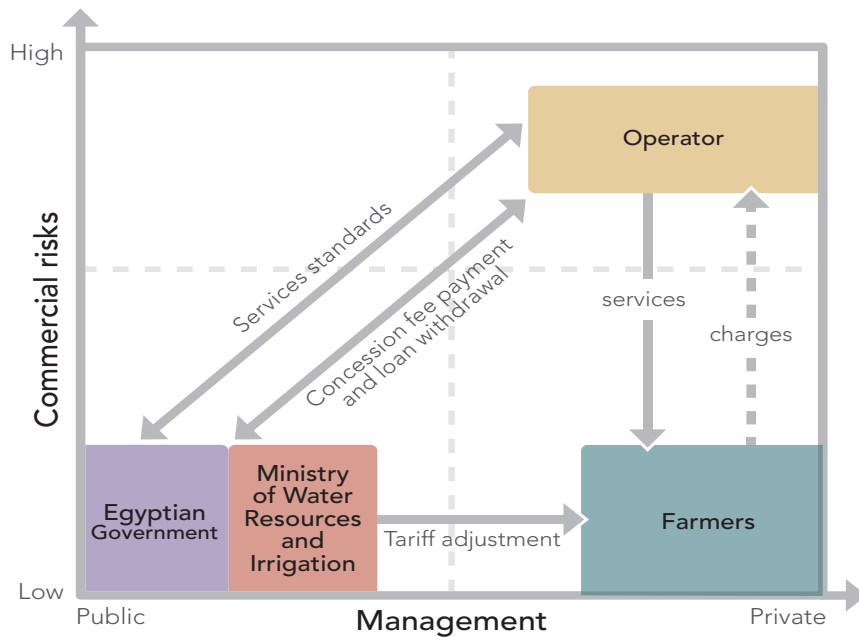 High
Operator
Commercial risks
Services standards
Concession fee payment
and loan withdrawal
services
charges
Egyptian
Government
Ministry
of Water
Resources
and
Irrigation
Tariff adjustment
Farmers
Low
Public
Management
Private